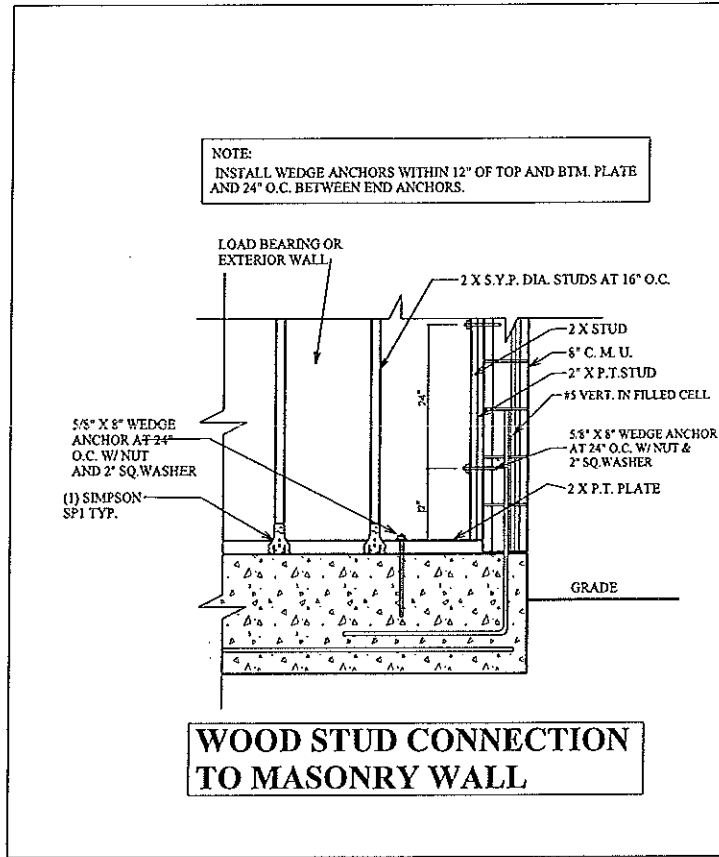 NOTE:
INSTALL WEDGE ANCHORS WITHIN 12" OF TOP AND BTM. PLATE
AND 24" O.C. BETWEEN END ANCHORS.
LOAD BEARING OR
EXTERIOR WALL
2 X S.Y.P. DIA. STUDS AT 16" O.C.
2 X STUD
8" C. M. U.
2" X P.T.STUD
#5 VERT. IN FILLED CELL
24"
5/8" X 8" WEDGE
ANCHOR AT 24"
O.C. W/ NUT
AND 2" SQ.WASHER
5/8" X 8" WEDGE ANCHOR
AT 24" O.C. W/ NUT &
2" SQ.WASHER
(1) SIMPSON
SP1 TYP.
12"
2 X P.T. PLATE
GRADE
WOOD STUD CONNECTION
TO MASONRY WALL